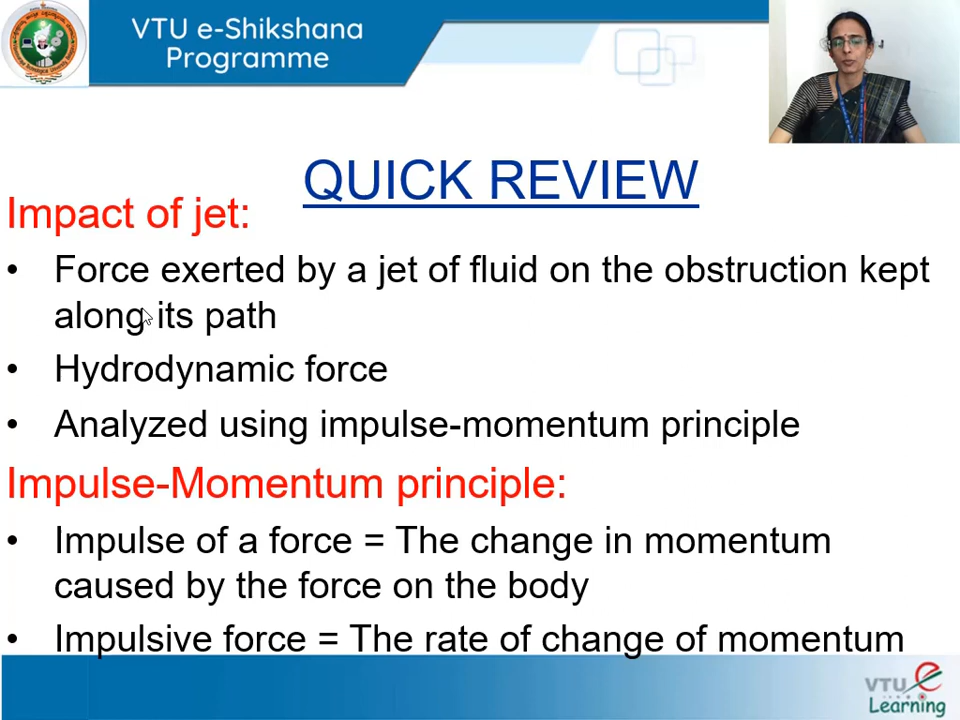 VTU e-Shikshana
Programme
QUICK REVIEW
Impact of jet:
• Force exerted by a jet of fluid on the obstruction kept
along its path
• Hydrodynamic force
• Analyzed using impulse-momentum principle
Impulse-Momentum principle:
• Impulse of a force = The change in momentum
caused by the force on the body
• Impulsive force = The rate of change of momentum
VTU e
Learning